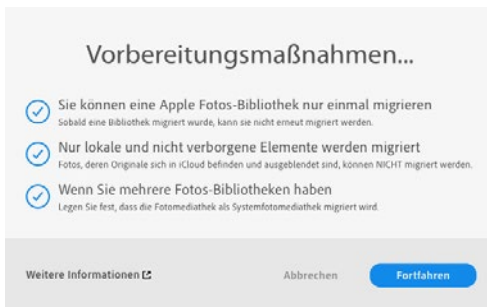 Vorbereitungsmaßnahmen...
Sie können eine Apple Fotos-Bibliothek nur einmal migrieren
Sobald eine Bibliothek migriert wurde, kann sie nicht erneut migriert werden.
Nur lokale und nicht verborgene Elemente werden migriert
Fotos, deren Originale sich in iCloud befinden und ausgeblendet sind, können NICHT migriert werden.
Wenn Sie mehrere Fotos-Bibliotheken haben
Legen Sie fest, dass die Fotomediathek als Systemfotomediathek migriert wird.
Weitere Informationen Abbrechen Fortfahren